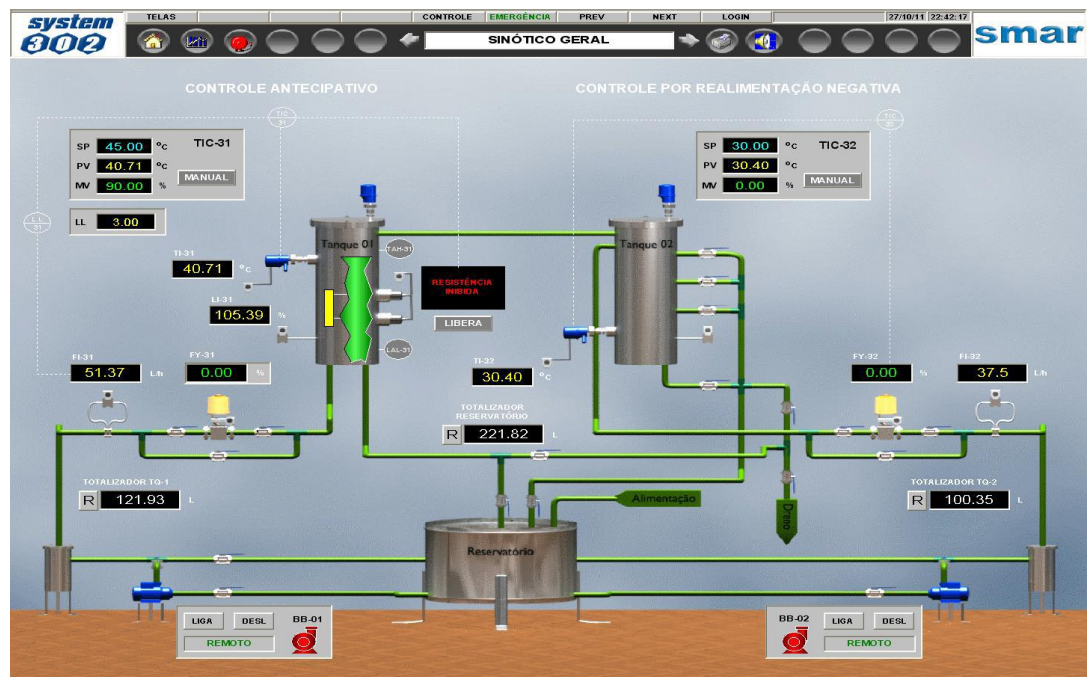 system
302
TELAS
CONTROLE
EMERGÊNCIA
PREV
NEXT
LOGIN
27/10/11 22:42:17
SINÓTICO GERAL
smar
CONTROLE ANTECIPATIVO
CONTROLE POR REALIMENTAÇÃO NEGATIVA
TIC
31
SP 45.00 ºC TIC-31
PV 40.71 ºC
MV 90.00 % MANUAL
SP 30.00 ºC TIC-32
PV 30.40 ºC
MV 0.00 % MANUAL
LL
31
LL 3.00
Tanque 01
TAH-31
Tanque 02
TI-31
40.71 ºC
RESISTÊNCIA
INIBIDA
LI-31
105.39 %
LIBERA
LAL-31
FI-31
51.37 L/h
FY-31
0.00 %
TI-32
30.40 ºC
FY-32
0.00 %
FI-32
37.5 L/h
TOTALIZADOR
RESERVATÓRIO
R 221.82 L
TOTALIZADOR TQ-1
R 121.93 L
TOTALIZADOR TQ-2
R 100.35 L
Alimentação
Dreno
Reservatório
LIGA DESL BB-01
REMOTO
BB-02 LIGA DESL
REMOTO